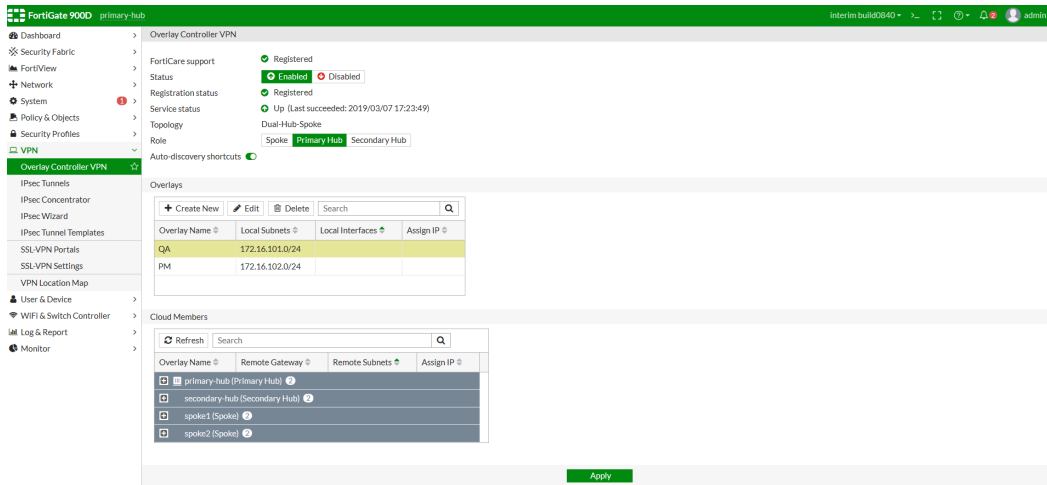 FortiGate 900D primary-hub
interim build0840
2
admin
Dashboard
Security Fabric
FortiView
Network
System 1
Policy & Objects
Security Profiles
VPN
Overlay Controller VPN
IPsec Tunnels
IPsec Concentrator
IPsec Wizard
IPsec Tunnel Templates
SSL-VPN Portals
SSL-VPN Settings
VPN Location Map
User & Device
WiFi & Switch Controller
Log & Report
Monitor
Overlay Controller VPN
FortiCare support Registered
Status Enabled Disabled
Registration status Registered
Service status Up (Last succeeded: 2019/03/07 17:23:49)
Topology Dual-Hub-Spoke
Role Spoke Primary Hub Secondary Hub
Auto-discovery shortcuts
Overlays
+ Create New Edit Delete Search
Overlay Name Local Subnets Local Interfaces Assign IP
QA 172.16.101.0/24
PM 172.16.102.0/24
Cloud Members
Refresh Search
Overlay Name Remote Gateway Remote Subnets Assign IP
primary-hub (Primary Hub) 2
secondary-hub (Secondary Hub) 2
spoke1 (Spoke) 2
spoke2 (Spoke) 2
Apply